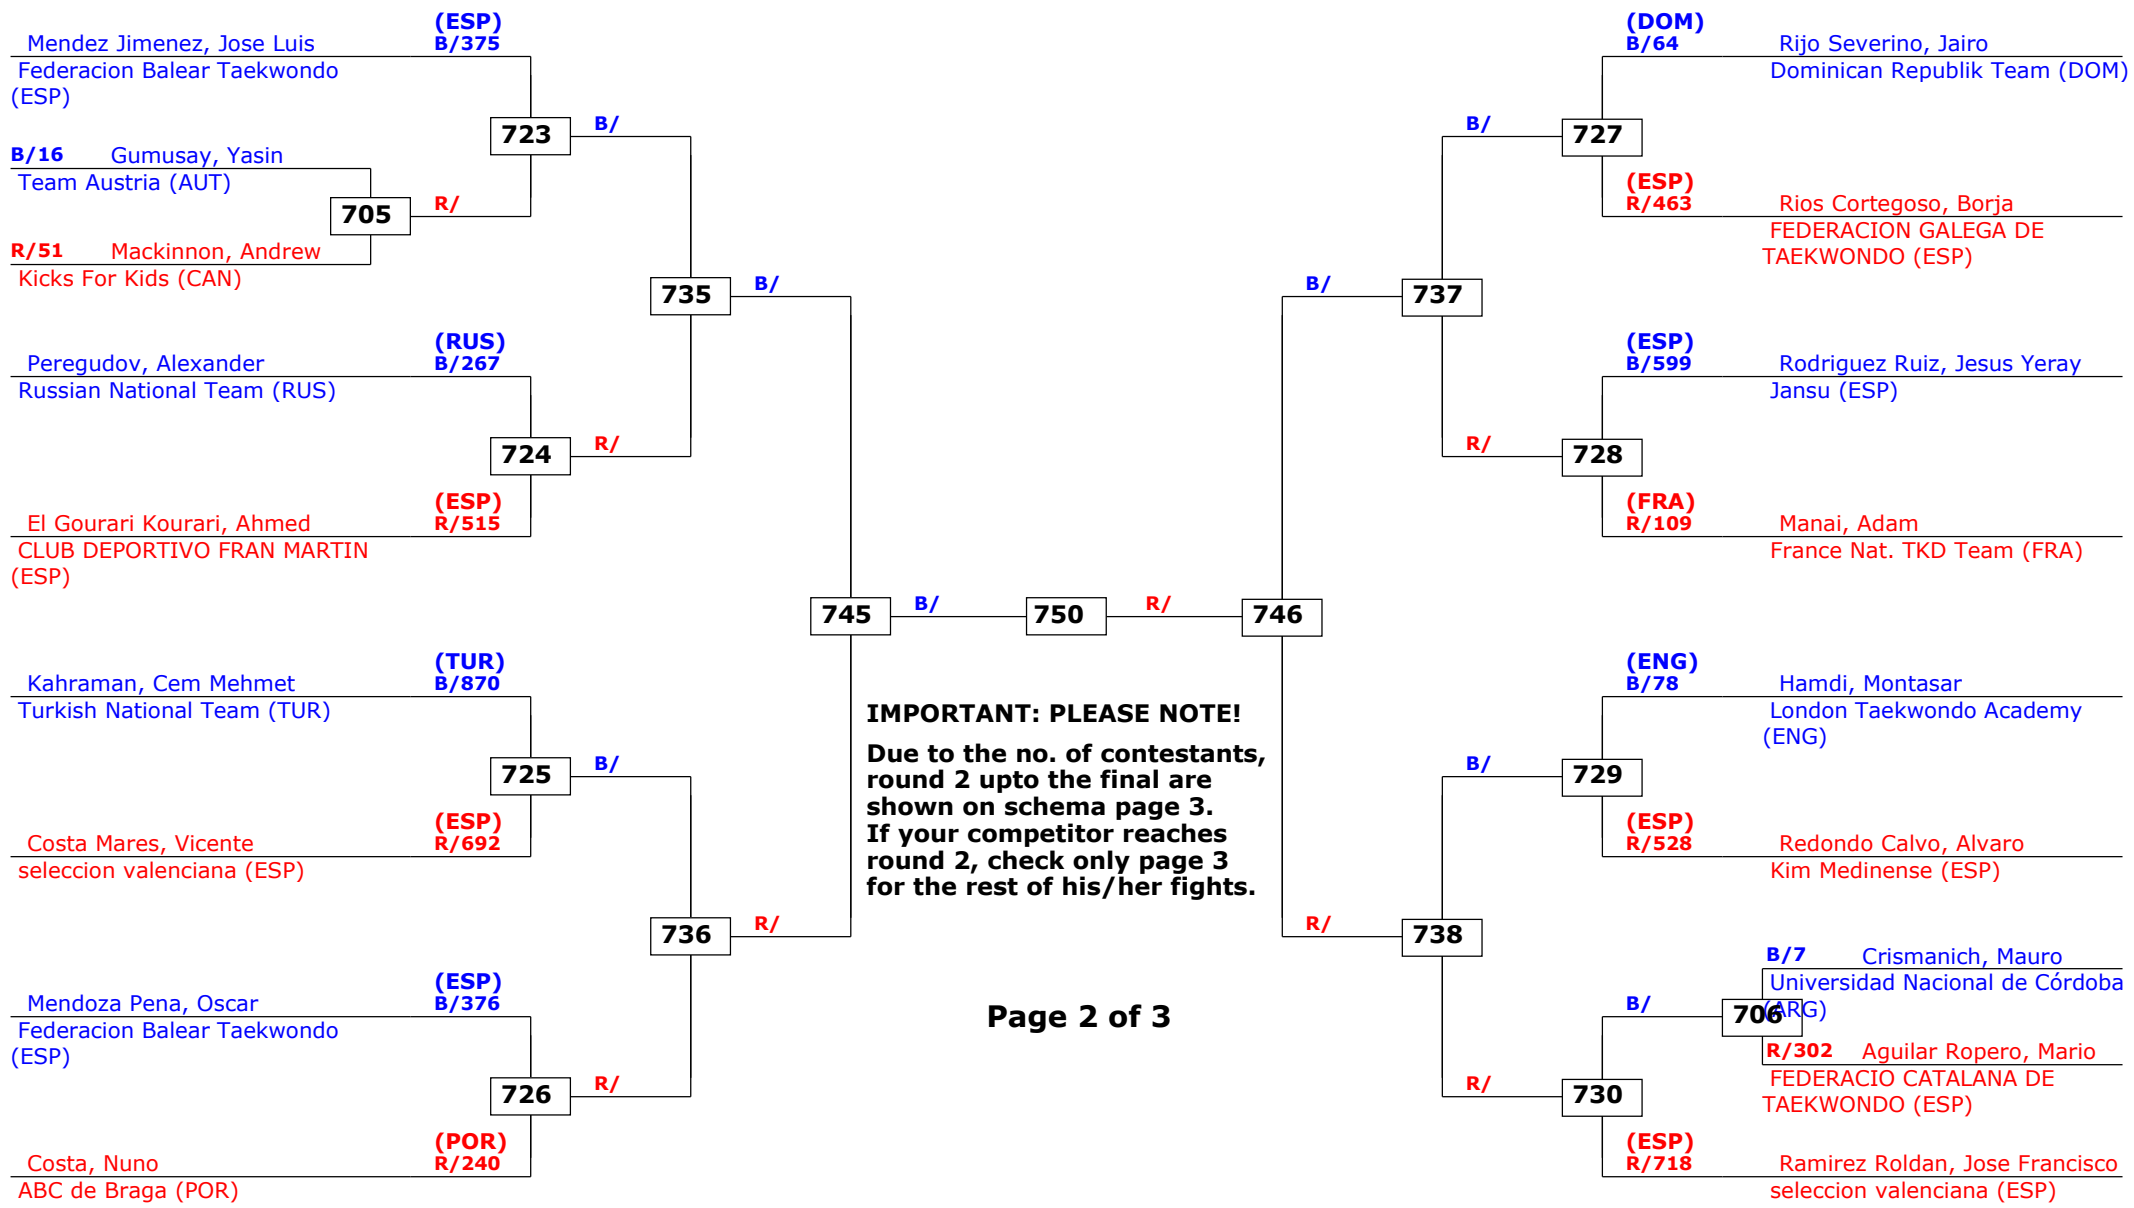 (ESP)
Mendez Jimenez, Jose Luis B/375
Federacion Balear Taekwondo
(ESP)
723 B/
B/16 Gumusay, Yasin
Team Austria (AUT)
705 R/
R/51 Mackinnon, Andrew
Kicks For Kids (CAN)
735 B/
(RUS)
Peregudov, Alexander B/267
Russian National Team (RUS)
724 R/
(ESP)
El Gourari Kourari, Ahmed R/515
CLUB DEPORTIVO FRAN MARTIN
(ESP)
745 B/ 750 R/ 746
(TUR)
Kahraman, Cem Mehmet B/870
Turkish National Team (TUR)
725 B/
(ESP)
Costa Mares, Vicente R/692
seleccion valenciana (ESP)
736 R/
(ESP)
Mendoza Pena, Oscar B/376
Federacion Balear Taekwondo
(ESP)
726 R/
(POR)
Costa, Nuno R/240
ABC de Braga (POR)
IMPORTANT: PLEASE NOTE!
Due to the no. of contestants,
round 2 upto the final are
shown on schema page 3.
If your competitor reaches
round 2, check only page 3
for the rest of his/her fights.
Page 2 of 3
(DOM)
B/64 Rijo Severino, Jairo
Dominican Republik Team (DOM)
B/ 727
(ESP)
R/463 Rios Cortegoso, Borja
FEDERACION GALEGA DE
TAEKWONDO (ESP)
B/ 737
(ESP)
B/599 Rodriguez Ruiz, Jesus Yeray
Jansu (ESP)
R/ 728
(FRA)
R/109 Manai, Adam
France Nat. TKD Team (FRA)
(ENG)
B/78 Hamdi, Montasar
London Taekwondo Academy
(ENG)
B/ 729
(ESP)
R/528 Redondo Calvo, Alvaro
Kim Medinense (ESP)
R/ 738
B/7 Crismanich, Mauro
Universidad Nacional de Córdoba
(ARG)
B/ 706
R/302 Aguilar Ropero, Mario
FEDERACIO CATALANA DE
TAEKWONDO (ESP)
R/ 730
(ESP)
R/718 Ramirez Roldan, Jose Francisco
seleccion valenciana (ESP)